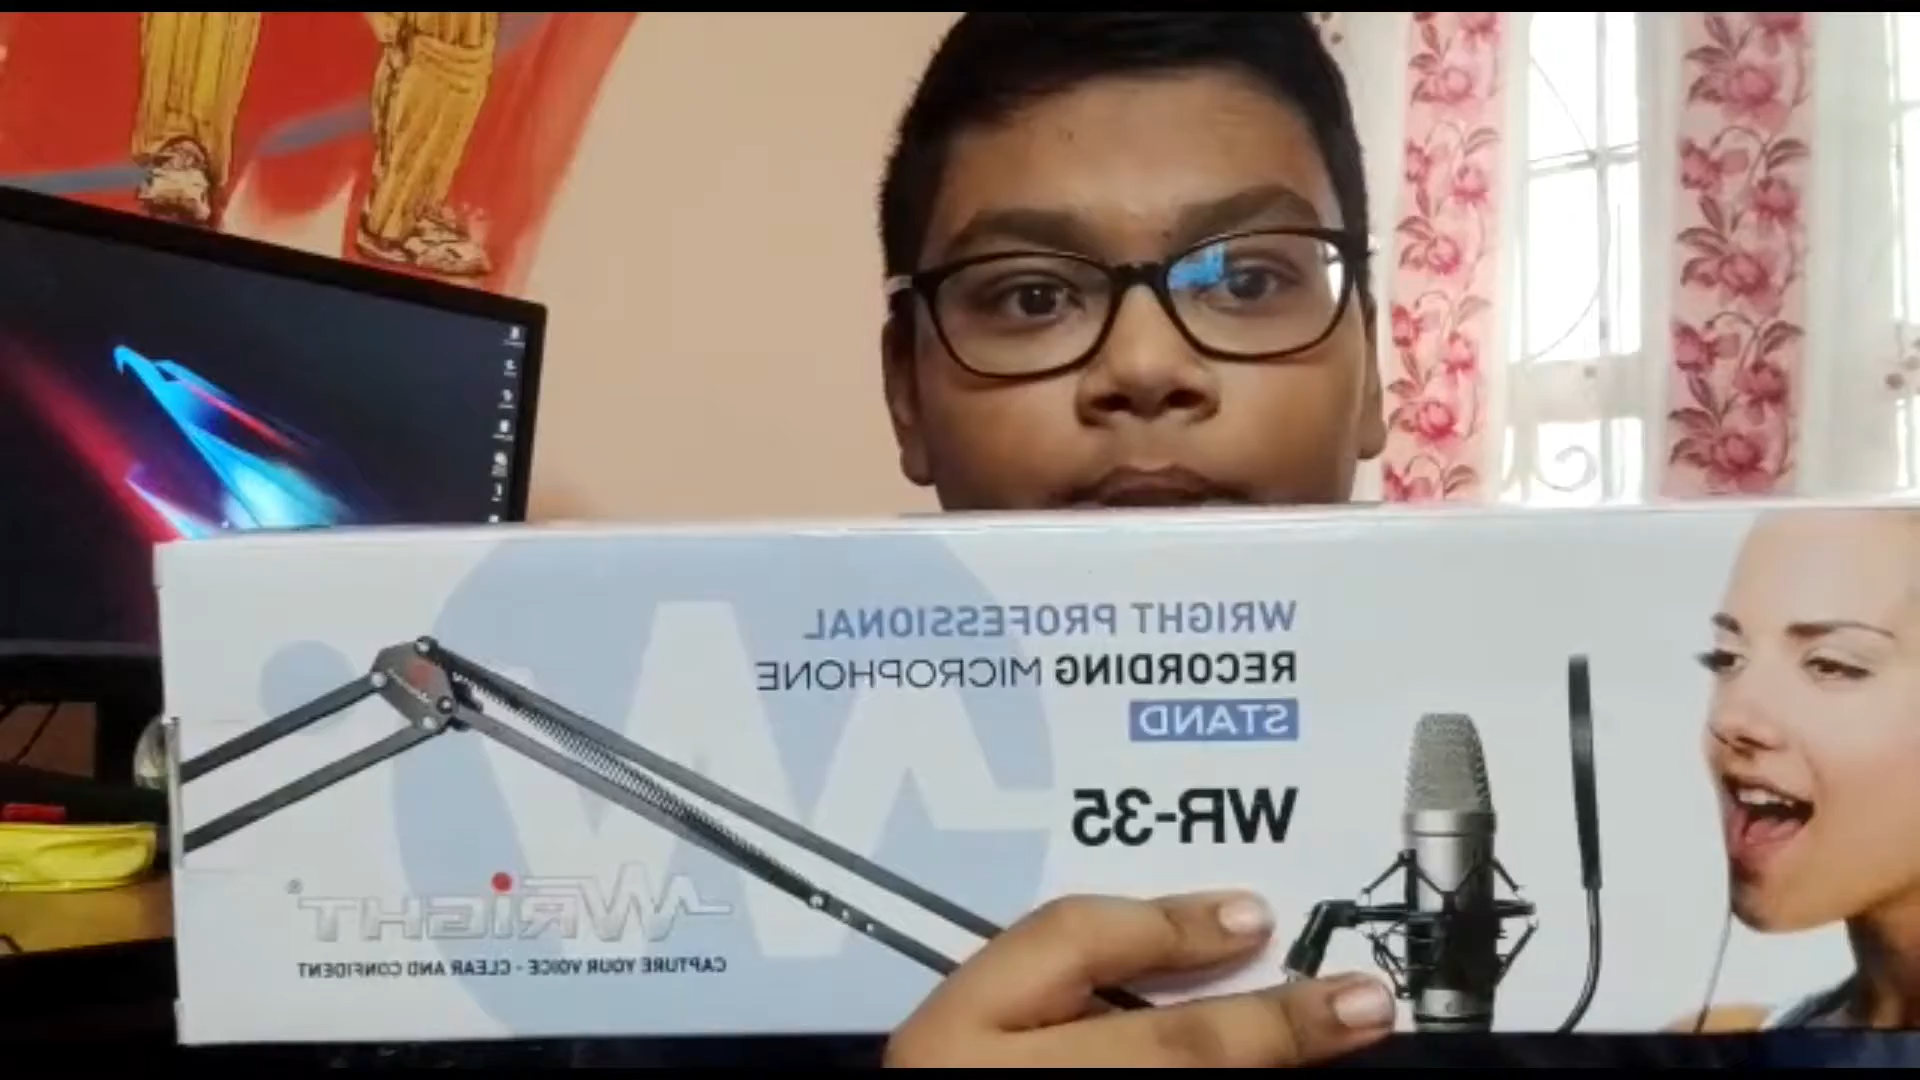 WRIGHT PROFESSIONAL
RECORDING MICROPHONE
STAND
WR-35
WRIGHT®
CAPTURE YOUR VOICE - CLEAR AND CONFIDENT